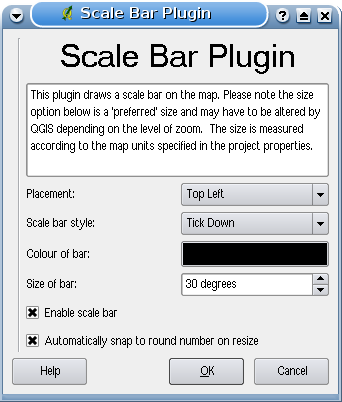 Scale Bar Plugin
Scale Bar Plugin
This plugin draws a scale bar on the map. Please note the size
option below is a 'preferred' size and may have to be altered by
QGIS depending on the level of zoom. The size is measured
according to the map units specified in the project properties.
Placement: Top Left
Scale bar style: Tick Down
Colour of bar:
Size of bar: 30 degrees
Enable scale bar
Automatically snap to round number on resize
Help OK Cancel